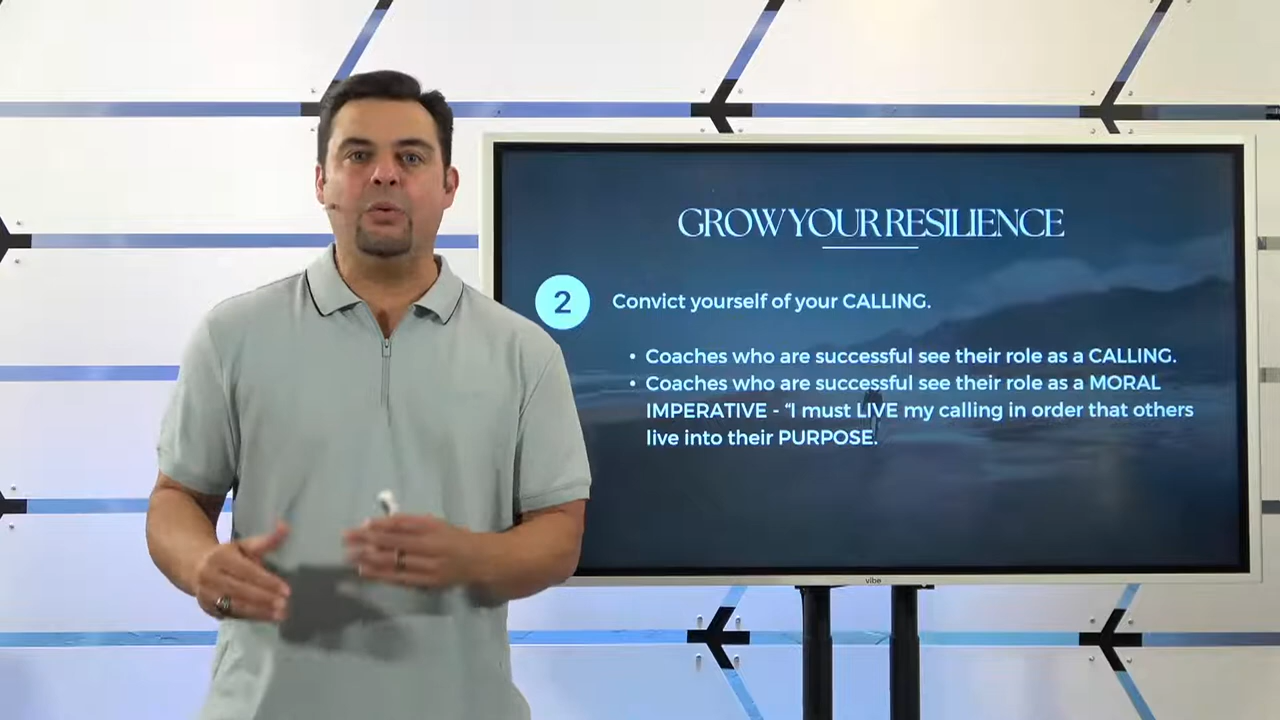 GROW YOUR RESILIENCE
2
Convict yourself of your CALLING.
• Coaches who are successful see their role as a CALLING.
• Coaches who are successful see their role as a MORAL
IMPERATIVE - “I must LIVE my calling in order that others
live into their PURPOSE.
vibe